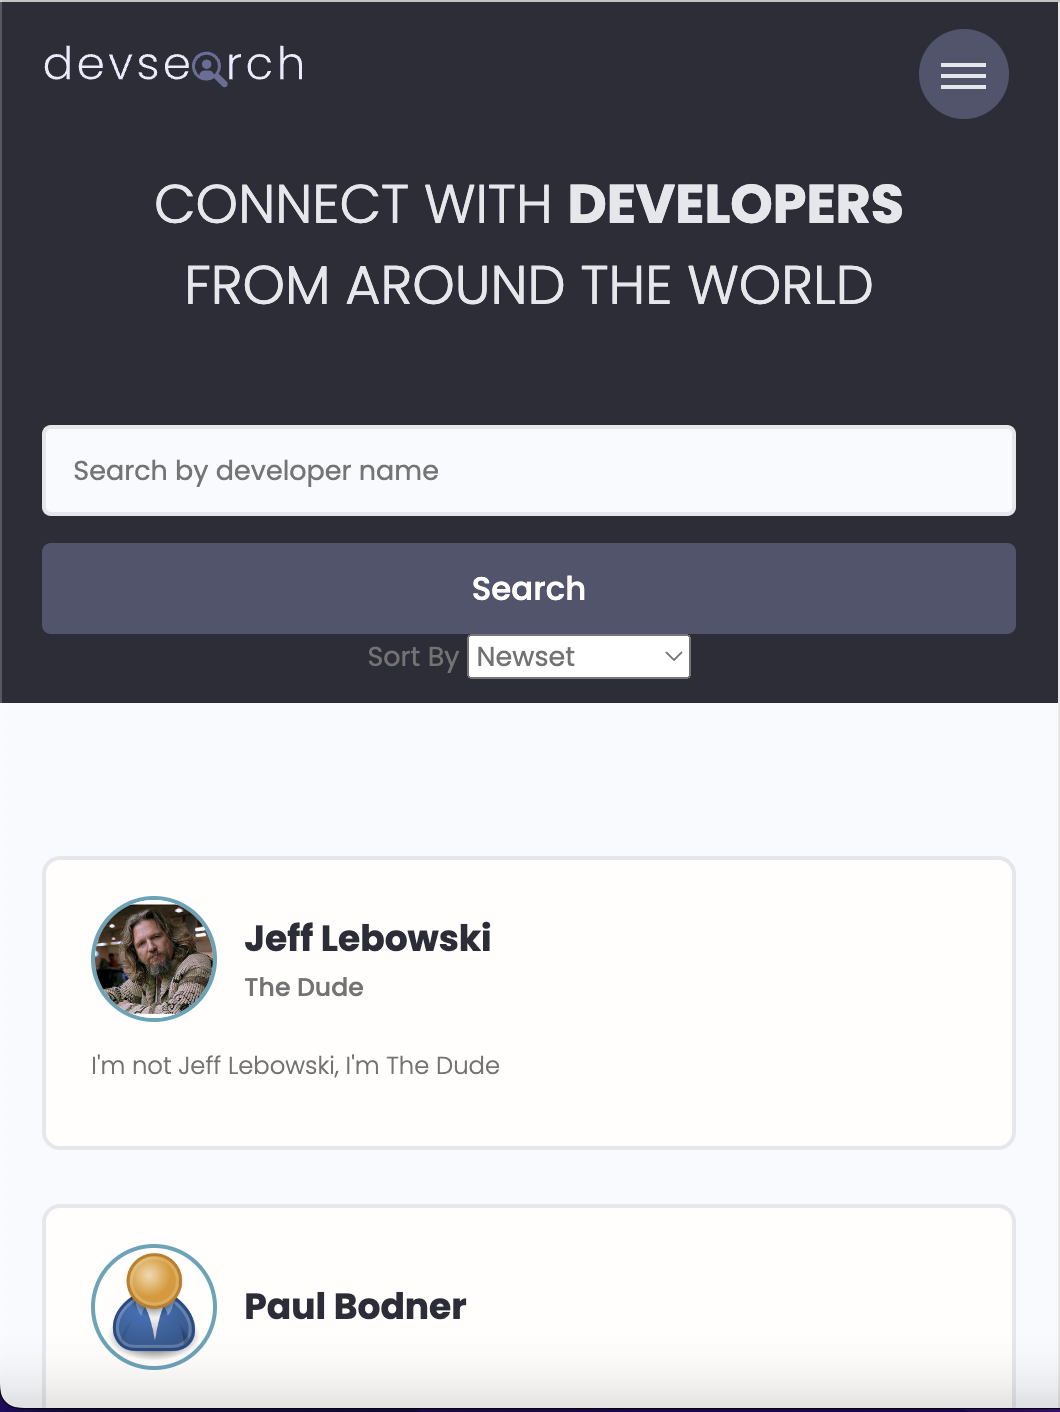 devsearch
CONNECT WITH DEVELOPERS
FROM AROUND THE WORLD
Search by developer name
Search
Sort By Newset
Jeff Lebowski
The Dude
I'm not Jeff Lebowski, I'm The Dude
Paul Bodner